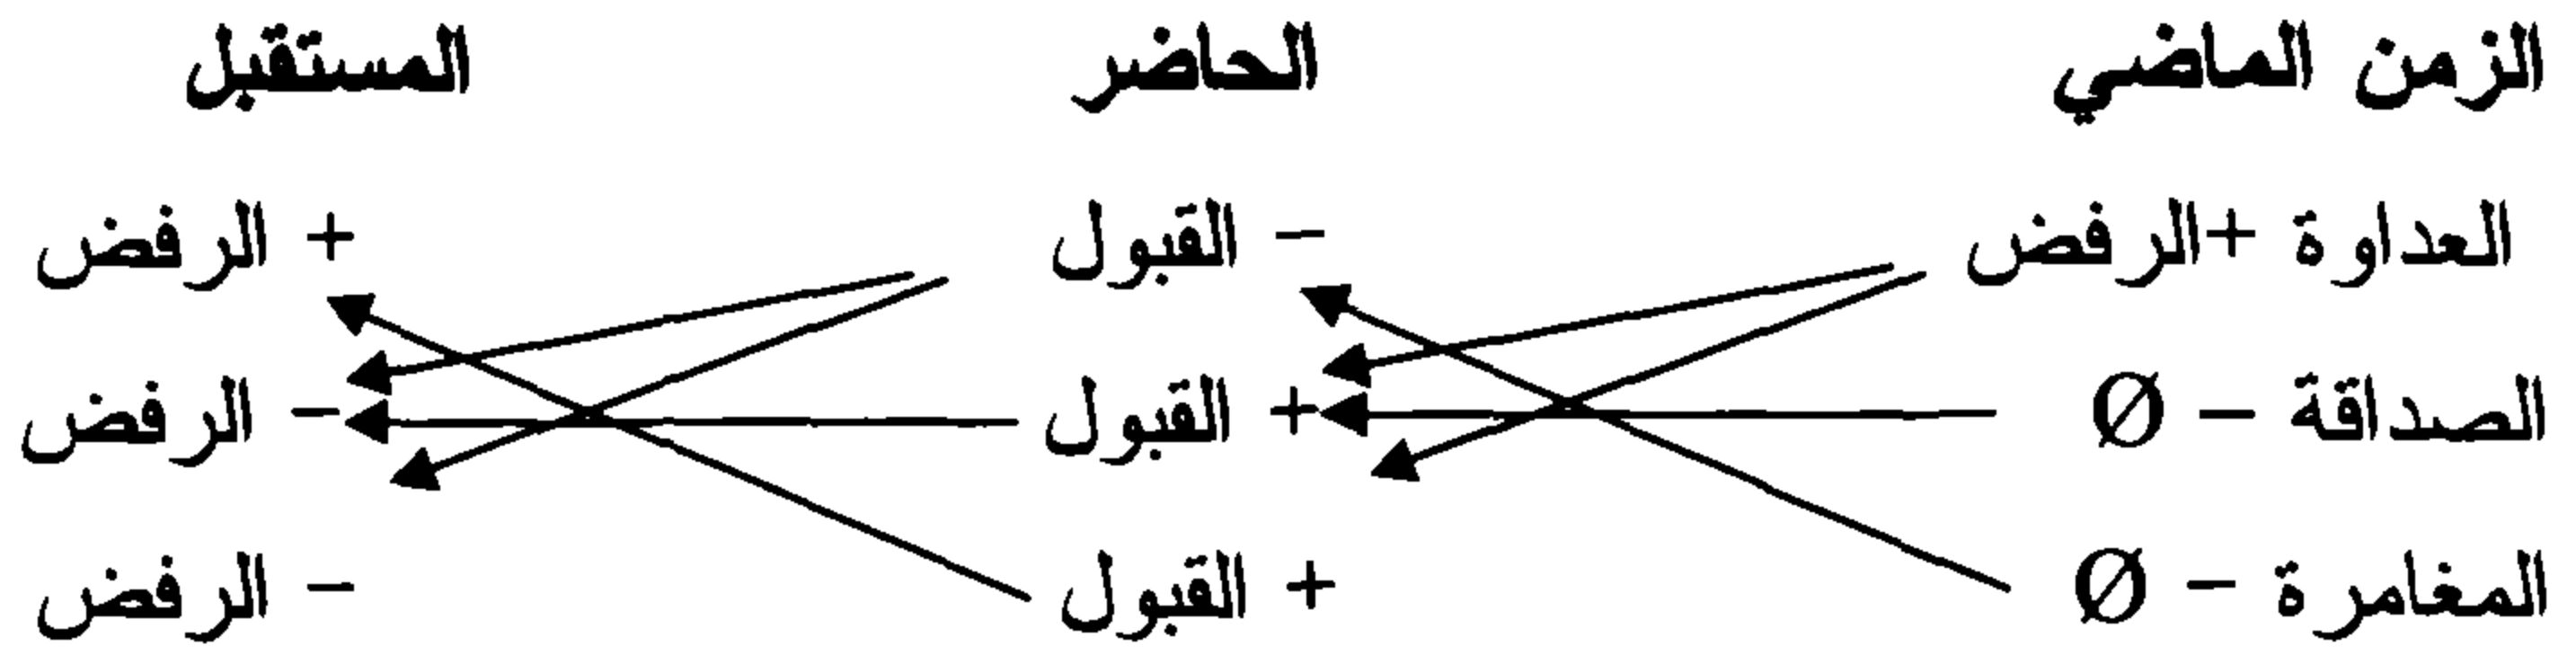 الزمن الماضي الحاضر المستقبل
العداوة +الرفض - القبول + الرفض
الصداقة - Ø + القبول - الرفض
المغامرة - Ø + القبول - الرفض